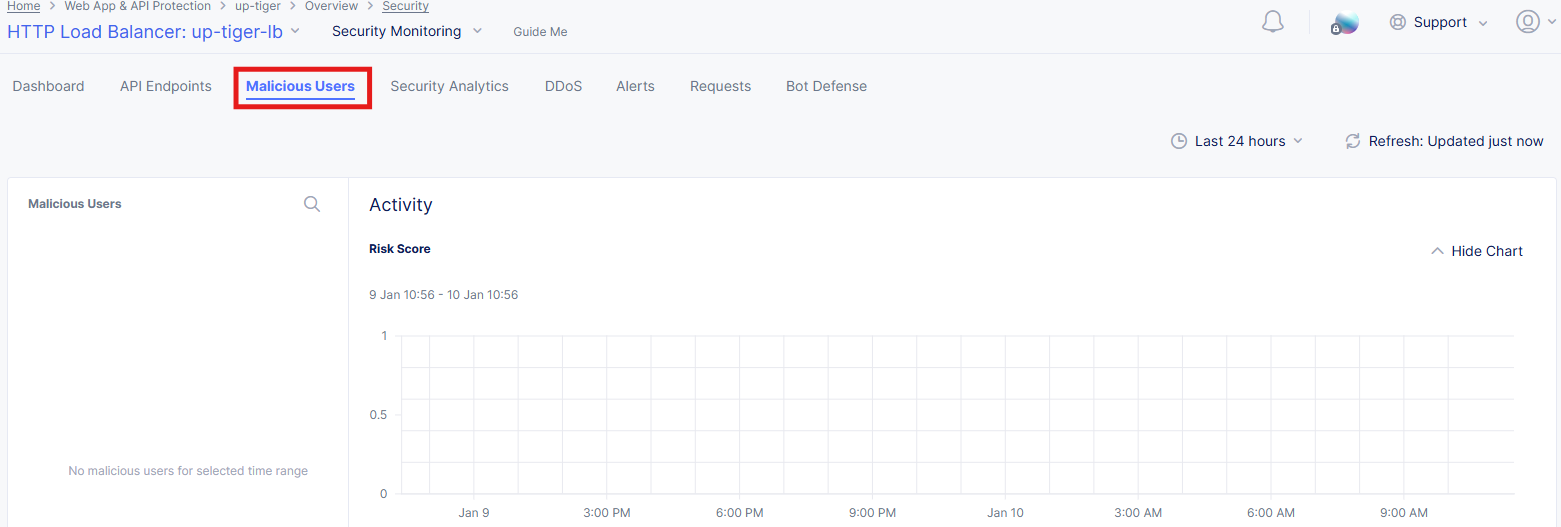 Home > Web App & API Protection > up-tiger > Overview > Security
HTTP Load Balancer: up-tiger-lb Security Monitoring Guide Me Support
Dashboard API Endpoints Malicious Users Security Analytics DDoS Alerts Requests Bot Defense
Last 24 hours Refresh: Updated just now
Malicious Users
Activity
Risk Score
Hide Chart
9 Jan 10:56 - 10 Jan 10:56
1
0.5
0
No malicious users for selected time range
Jan 9 3:00 PM 6:00 PM 9:00 PM Jan 10 3:00 AM 6:00 AM 9:00 AM